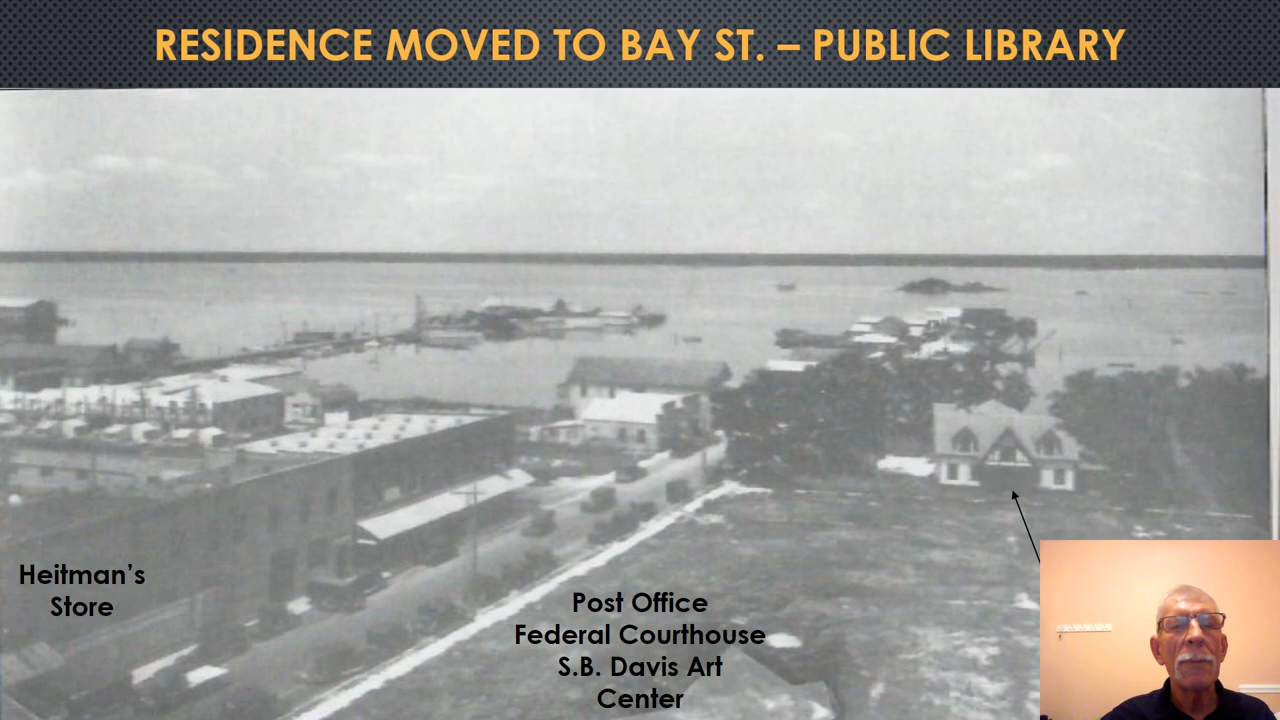 RESIDENCE MOVED TO BAY ST. – PUBLIC LIBRARY
Heitman's
Store
Post Office
Federal Courthouse
S.B. Davis Art
Center